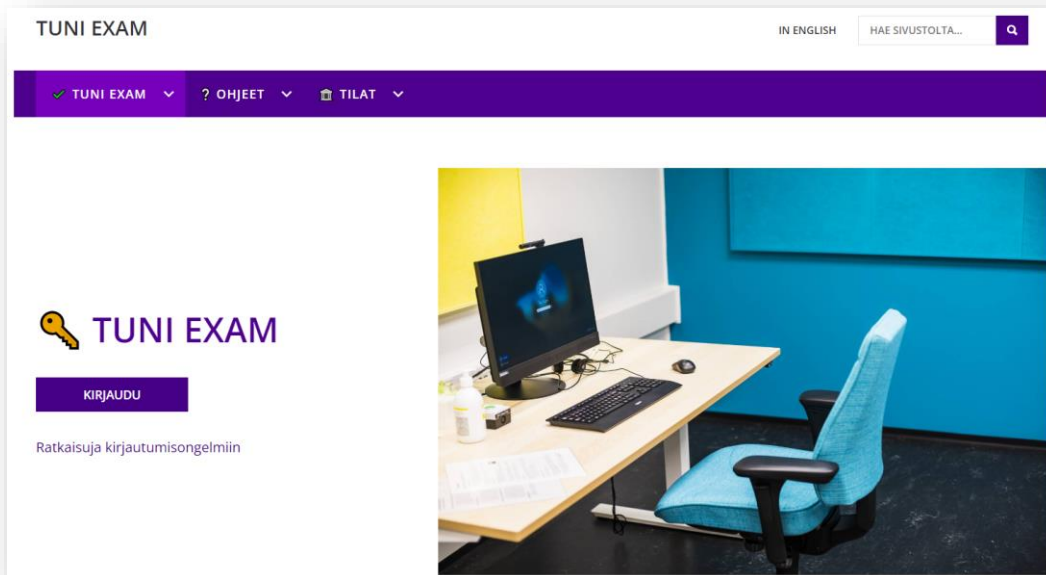 TUNI EXAM
IN ENGLISH
HAE SIVUSTOLTA...
TUNI EXAM
? OHJEET
TILAT
TUNI EXAM
KIRJAUDU
Ratkaisuja kirjautumisongelmiin